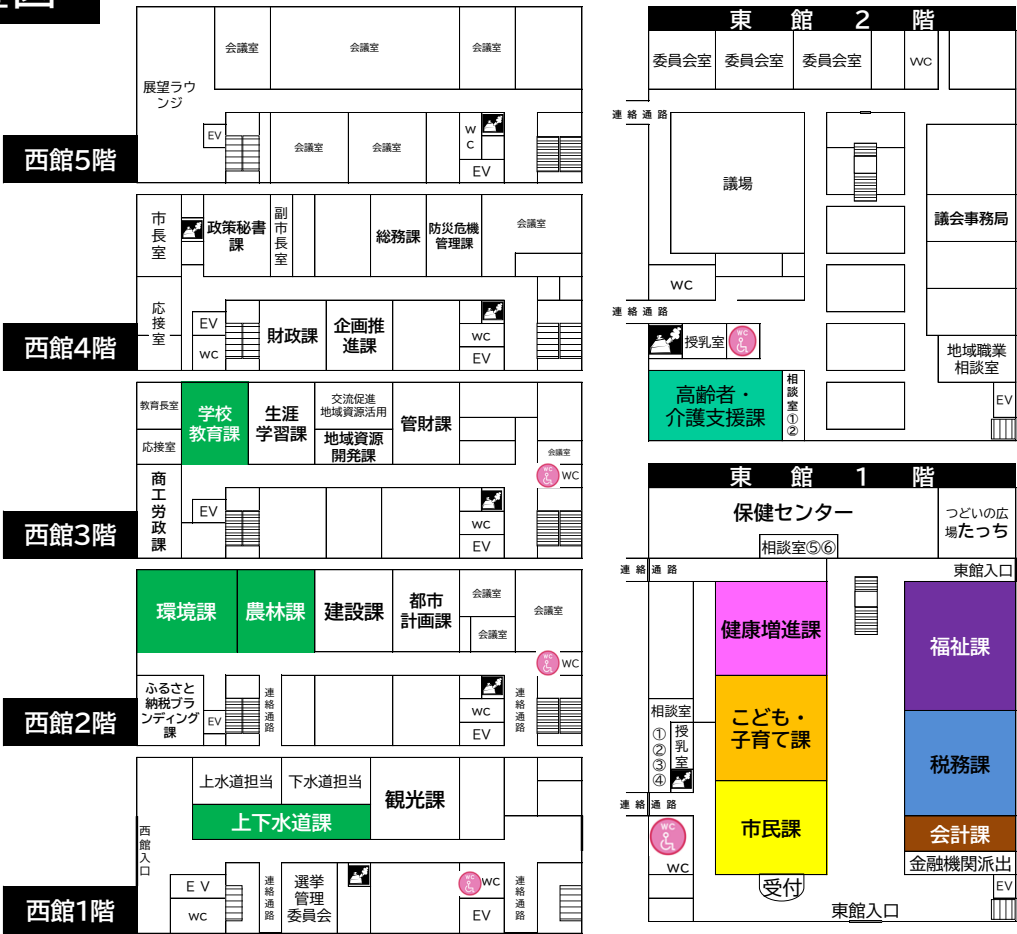 西館5階
会議室
会議室
会議室
展望ラウ
ンジ
EV
会議室
会議室
W
C
EV
西館4階
市長室
政策秘書
課
副市長室
総務課
防災危機
管理課
会議室
応接室
EV
wc
財政課
企画推
進課
wc
EV
西館3階
教育長室
応接室
学校
教育課
生涯
学習課
交流促進
地域資源活用
地域資源
開発課
管財課
会議室
WC
WC
商工労政課
EV
wc
EV
西館2階
環境課
農林課
建設課
都市
計画課
会議室
会議室
会議室
WC
WC
ふるさと
納税ブラ
ンディング
課
EV
連絡通路
wc
EV
連絡通路
西館1階
上水道担当
下水道担当
上下水道課
観光課
西館入口
EV
wc
連絡通路
選挙
管理
委員会
WC
WC
EV
連絡通路
東館2階
委員会室
委員会室
委員会室
WC
連絡通路
議場
議会事務局
WC
連絡通路
授乳室
WC
地域職業
相談室
高齢者・
介護支援課
相談室①②
EV
東館1階
保健センター
つどいの広
場たっち
相談室⑤⑥
連絡通路
東館入口
健康増進課
福祉課
こども・
子育て課
相談室
①②③④
授乳室
税務課
連絡通路
市民課
WC
WC
会計課
金融機関派出
受付
EV
東館入口